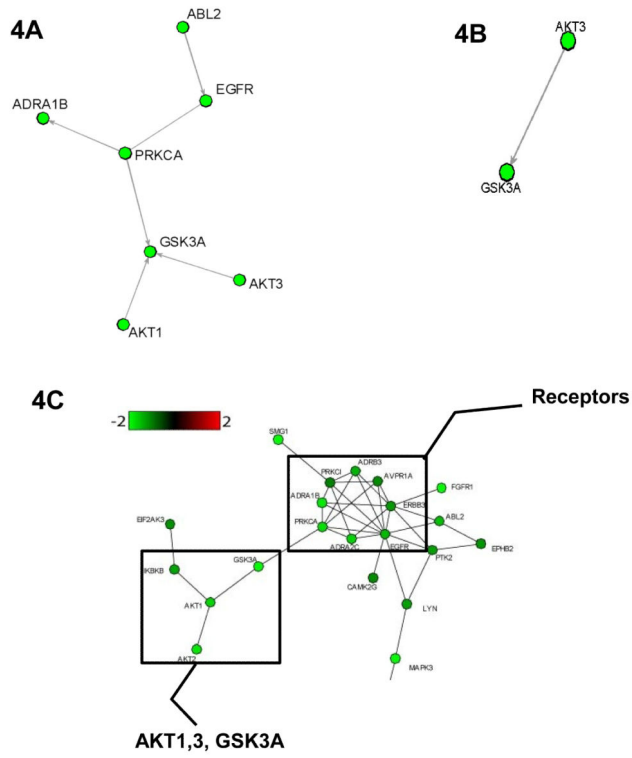 4A
ABL2
EGFR
ADRA1B
PRKCA
GSK3A
AKT3
AKT1
4B
AKT3
GSK3A
4C
-2
2
Receptors
SMG1
ADRB3
PRKCI
AVPR1A
FGFR1
ADRA1B
ERBB3
PRKCA
ABL2
EIF2AK3
ADRA2C
EGFR
EPHB2
PTK2
GSK3A
IKBKB
CAMK2G
AKT1
LYN
AKT2
MAPK3
AKT1,3, GSK3A